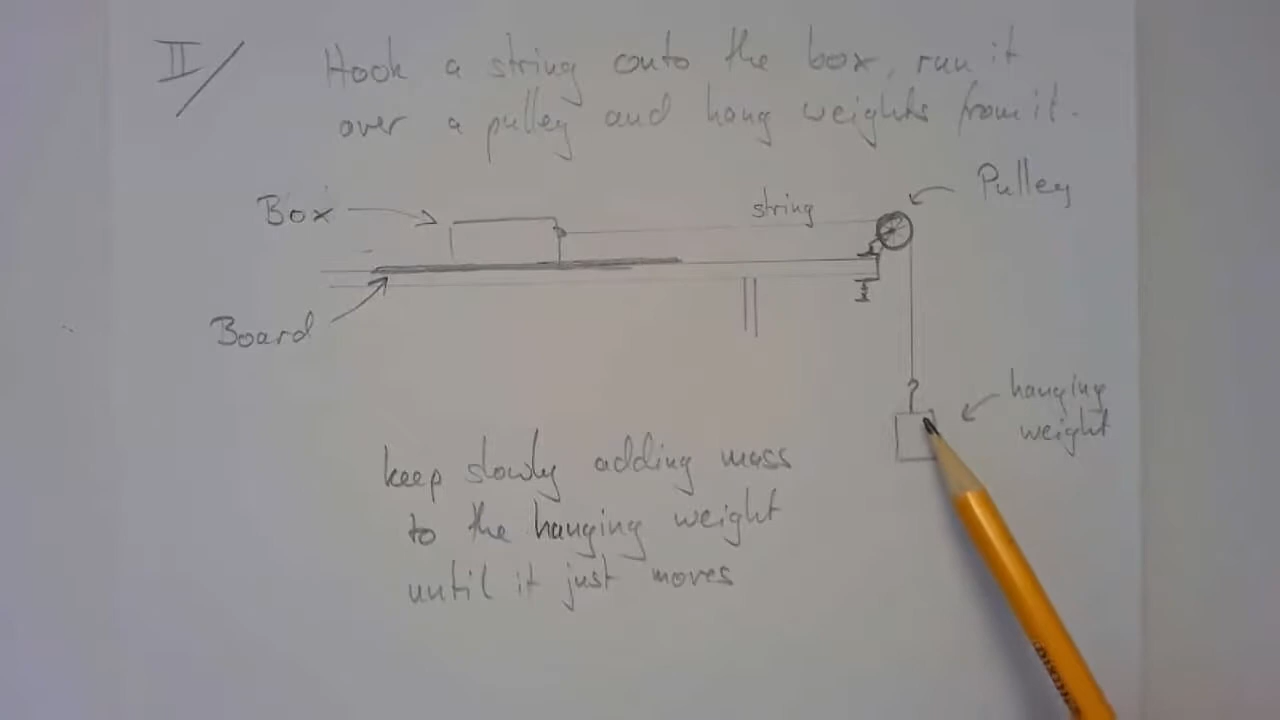 II/
Hook a string onto the box, run it
over a pulley and hang weights from it.
Pulley
Box
string
Board
hanging
weight
keep slowly adding mass
to the hanging weight
until it just moves